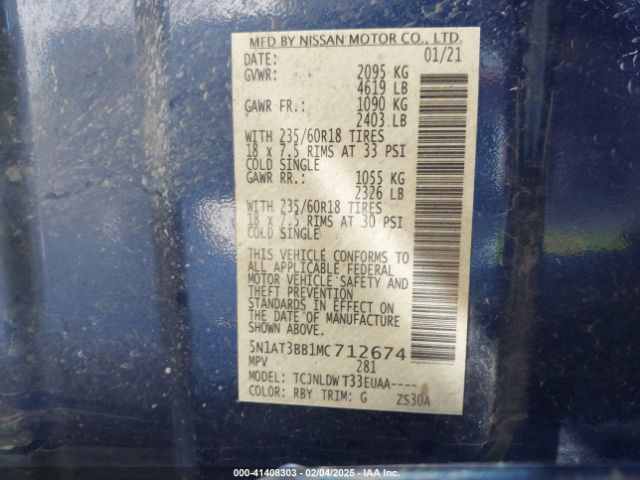 MFD BY NISSAN MOTOR CO., LTD.
DATE: 01/21
GVWR: 2095 KG
4619 LB
GAWR FR.: 1090 KG
2403 LB
WITH 235/60R18 TIRES
18 x 7.5 RIMS AT 33 PSI
COLD SINGLE
GAWR RR.: 1055 KG
2326 LB
WITH 235/60R18 TIRES
18 x 7.5 RIMS AT 30 PSI
COLD SINGLE
THIS VEHICLE CONFORMS TO
ALL APPLICABLE FEDERAL
MOTOR VEHICLE SAFETY AND
THEFT PREVENTION
STANDARDS IN EFFECT ON
THE DATE OF MANUFACTURE
SHOWN ABOVE.
5N1AT3BB1MC712674
MPV 281
MODEL: TCJNLDWT33EUAA----
COLOR: RBY TRIM: G ZS30A
000-41408303 - 02/04/2025 - IAA Inc.